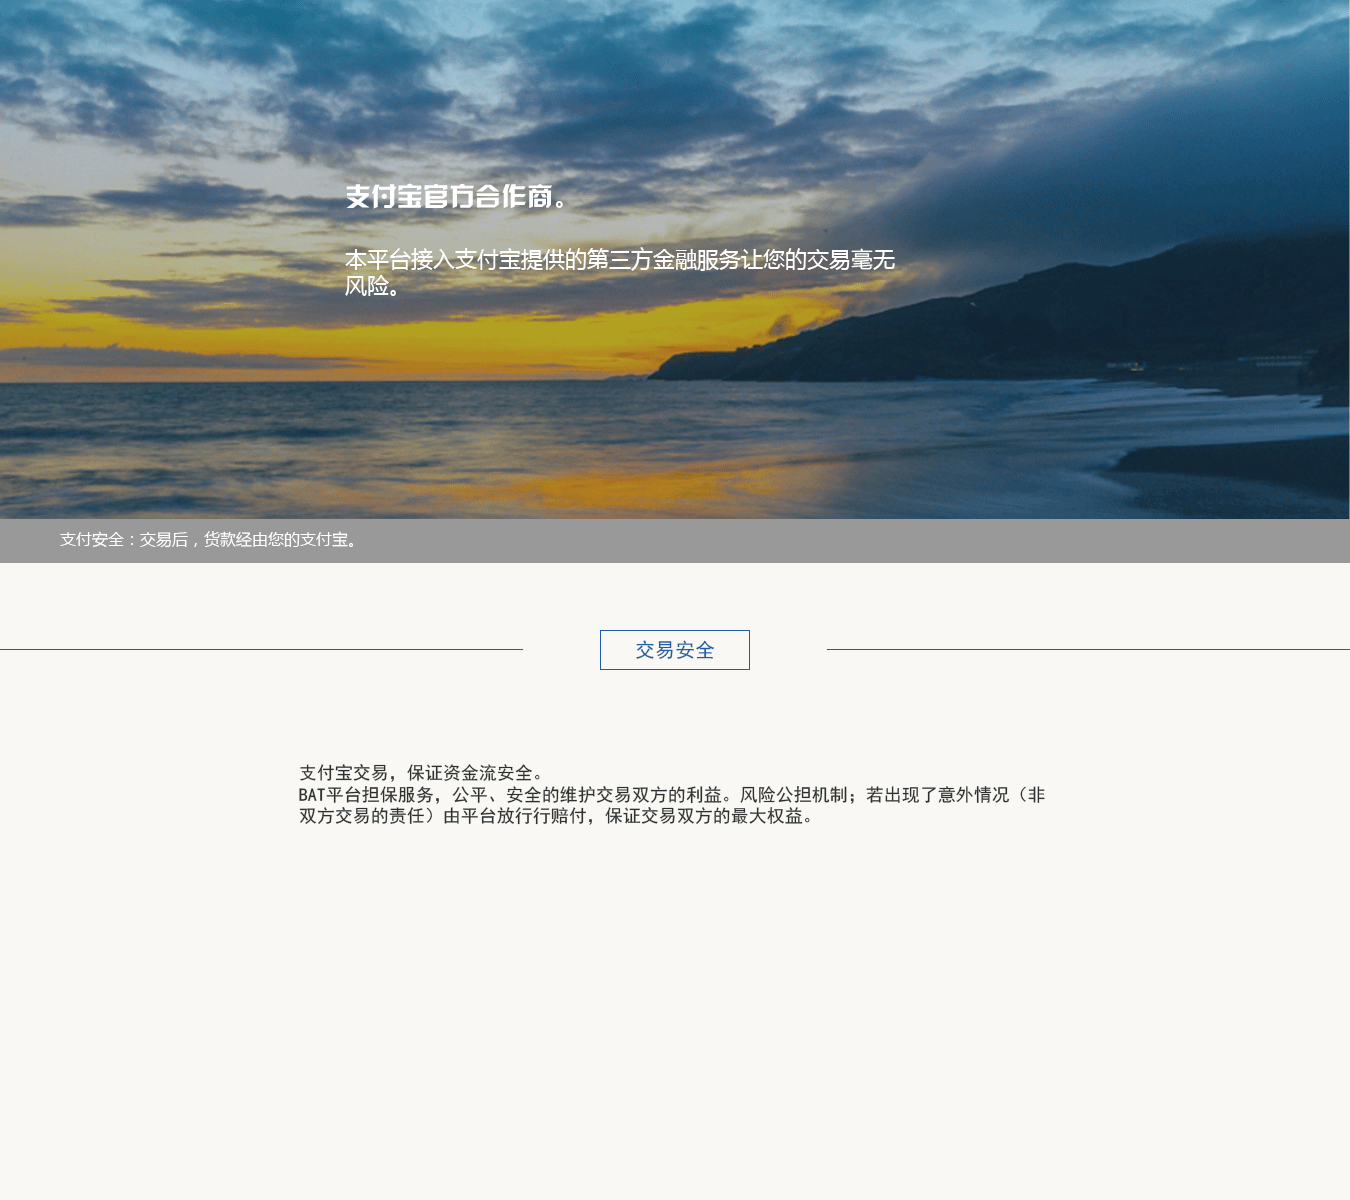 支付宝官方合作商。
本平台接入支付宝提供的第三方金融服务让您的交易毫无
风险。
支付安全：交易后，货款经由您的支付宝。
交易安全
支付宝交易，保证资金流安全。
BAT平台担保服务，公平、安全的维护交易双方的利益。风险公担机制；若出现了意外情况（非
双方交易的责任）由平台放行行赔付，保证交易双方的最大权益。